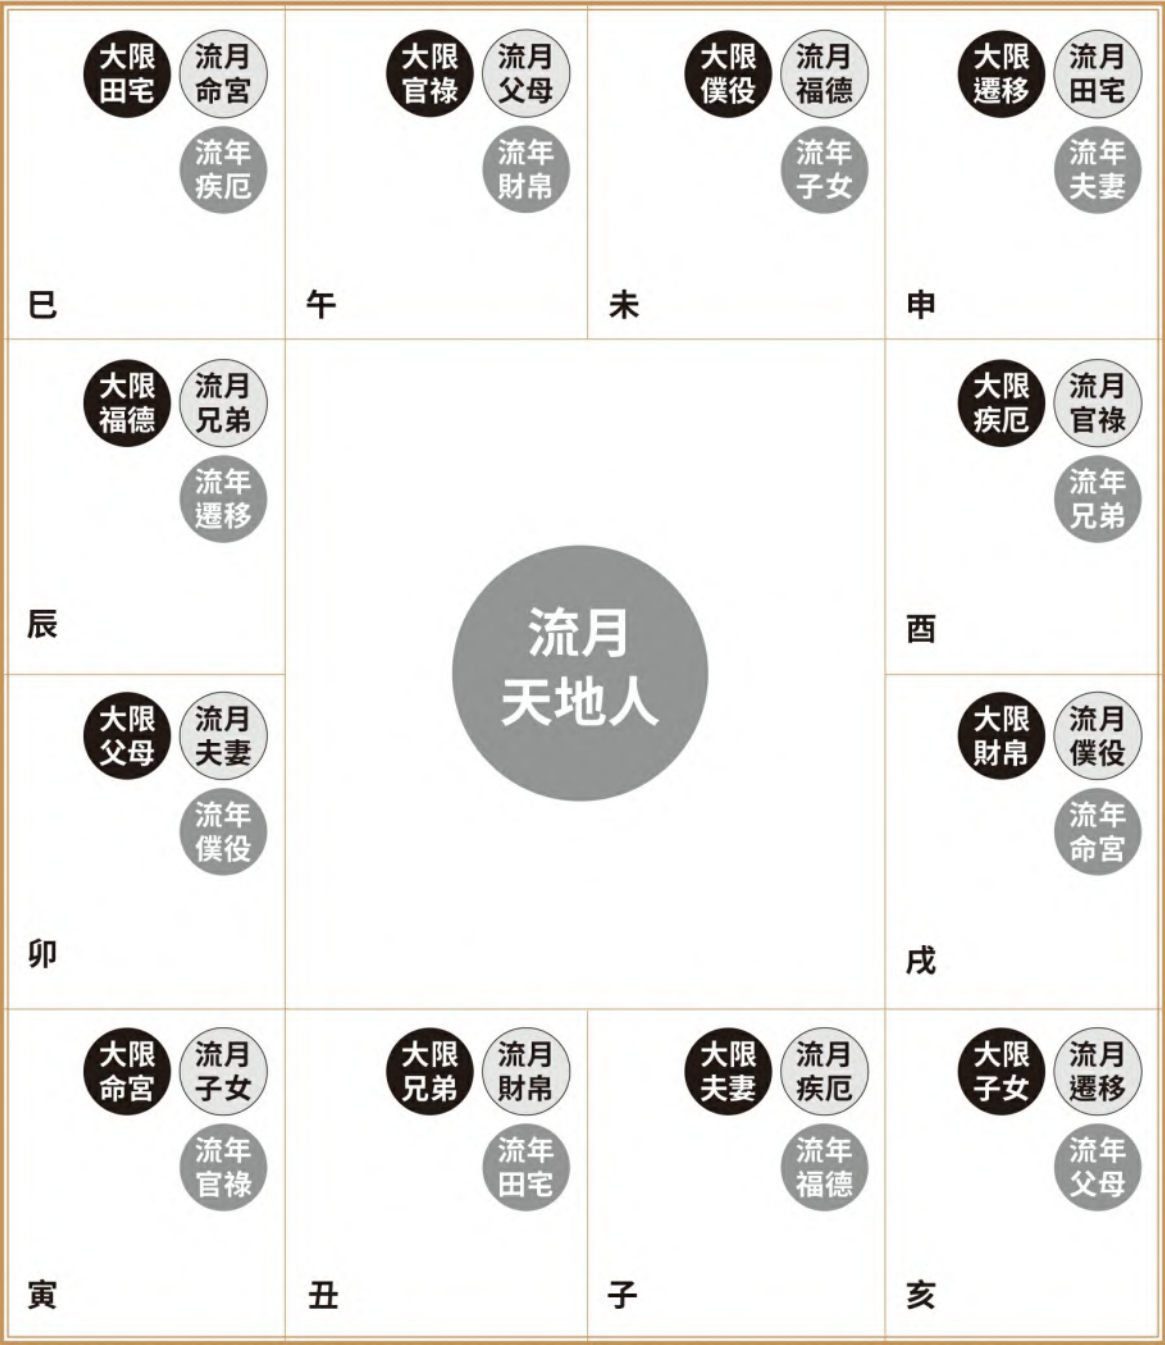 大限
田宅
流月
命宮
流年
疾厄
巳
大限
官祿
流月
父母
流年
財帛
午
大限
僕役
流月
福德
流年
子女
未
大限
遷移
流月
田宅
流年
夫妻
申
大限
福德
流月
兄弟
流年
遷移
辰
流月
天地人
大限
疾厄
流月
官祿
流年
兄弟
酉
大限
父母
流月
夫妻
流年
僕役
卯
大限
財帛
流月
僕役
流年
命宮
戌
大限
命宮
流月
子女
流年
官祿
寅
大限
兄弟
流月
財帛
流年
田宅
丑
大限
夫妻
流月
疾厄
流年
福德
子
大限
子女
流月
遷移
流年
父母
亥